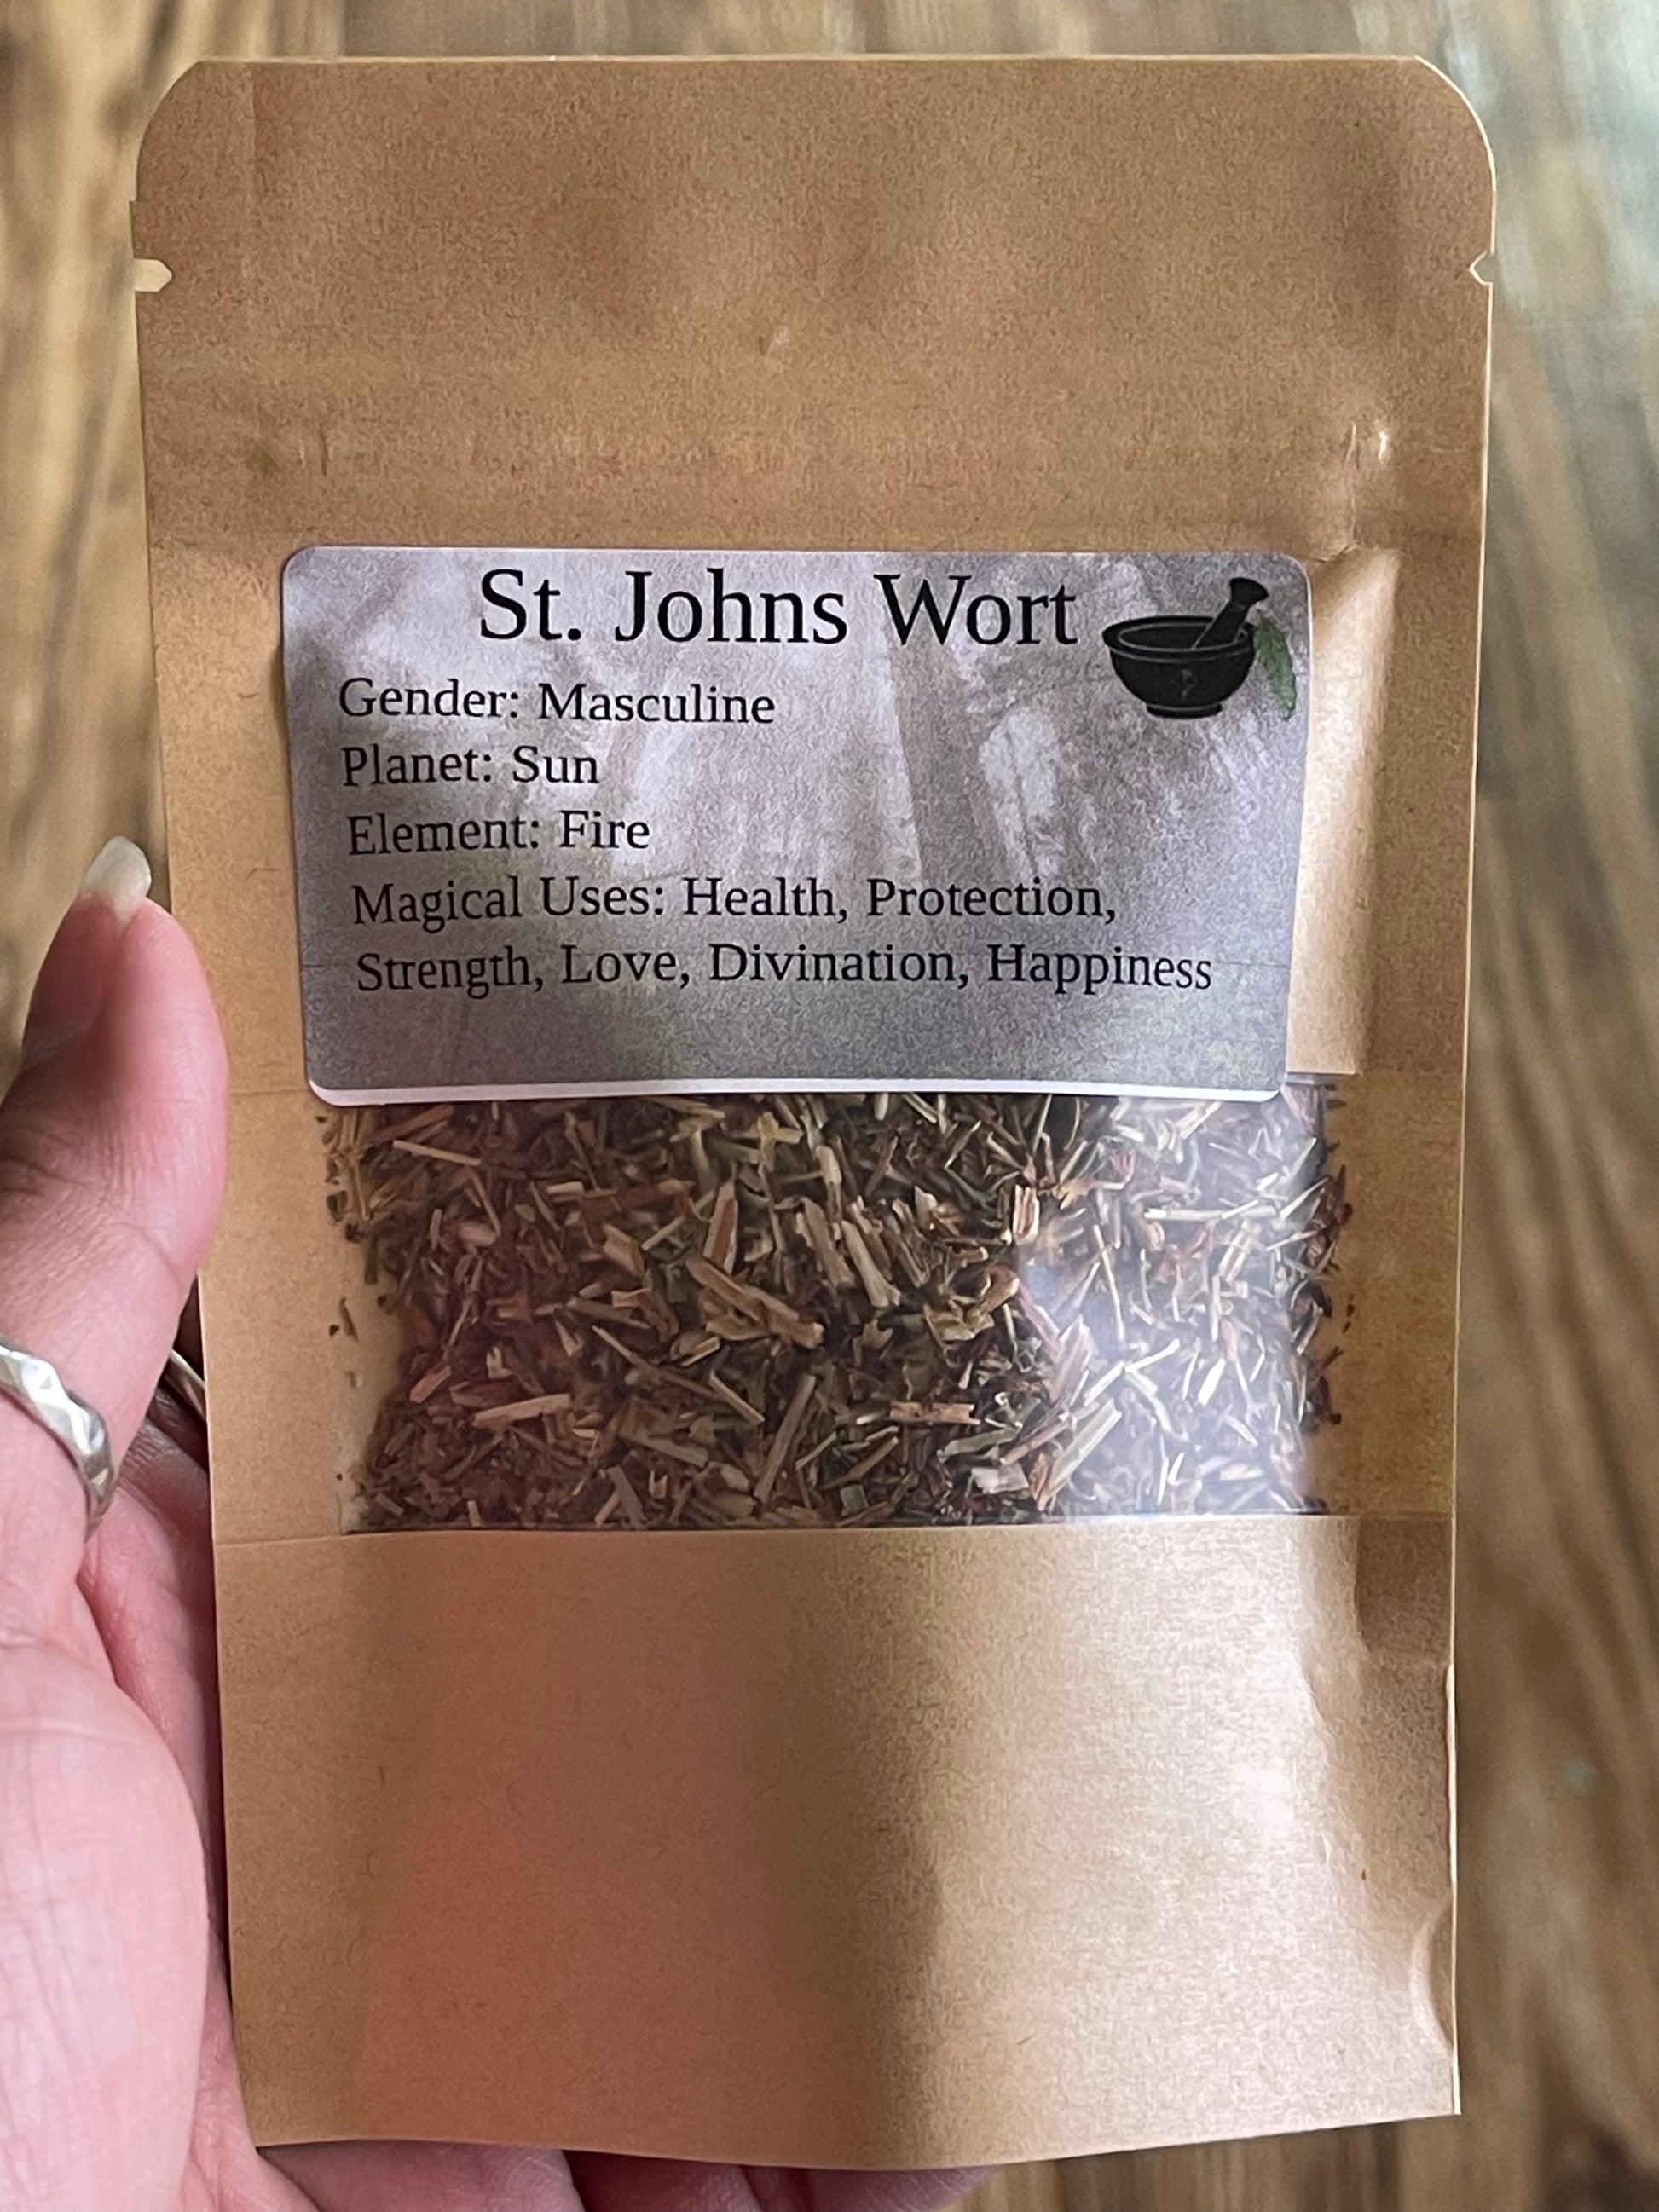 St. Johns Wort
Gender: Masculine
Planet: Sun
Element: Fire
Magical Uses: Health, Protection,
Strength, Love, Divination, Happiness